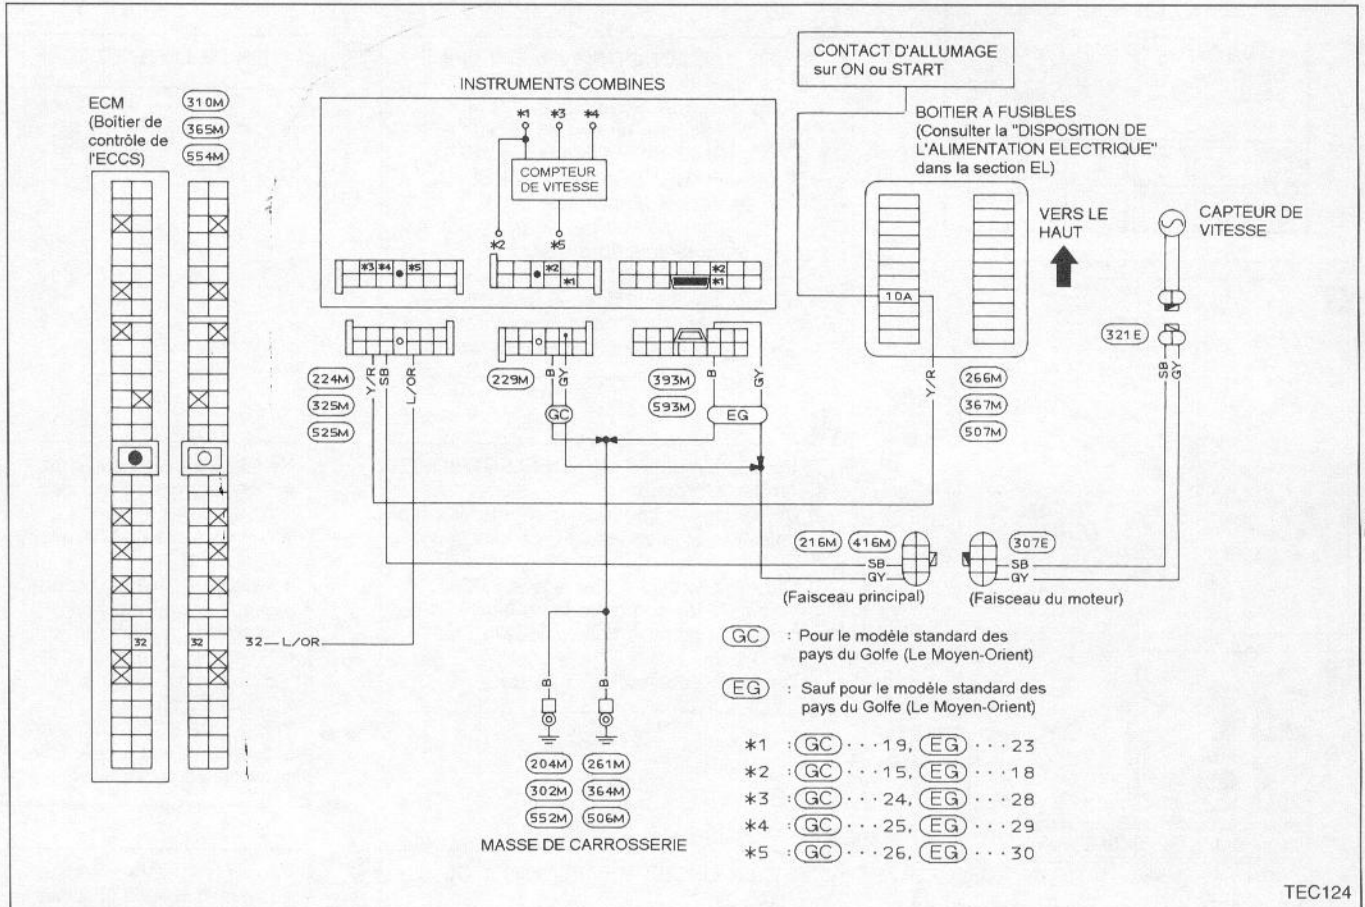 CONTACT D'ALLUMAGE
sur ON ou START
INSTRUMENTS COMBINES
ECM
(Boîtier de
contrôle de
l'ECCS)
310M
365M
554M
BOITIER A FUSIBLES
(Consulter la "DISPOSITION DE
L'ALIMENTATION ELECTRIQUE"
dans la section EL)
*1 *3 *4
COMPTEUR
DE VITESSE
*2 *5
*3 *4 *5
*2
*1
*2
*1
10A
VERS LE
HAUT
CAPTEUR DE
VITESSE
321E
224M
325M
525M
Y/R
SB
L/OR
229M
B
GY
GC
393M
593M
B
GY
EG
Y/R
266M
367M
507M
SB
GY
216M 416M
SB
GY
(Faisceau principal)
307E
SB
GY
(Faisceau du moteur)
32
32
32 L/OR
GC : Pour le modèle standard des
pays du Golfe (Le Moyen-Orient)
EG : Sauf pour le modèle standard des
pays du Golfe (Le Moyen-Orient)
B
B
204M 261M
302M 364M
552M 506M
MASSE DE CARROSSERIE
*1 : GC ··· 19, EG ··· 23
*2 : GC ··· 15, EG ··· 18
*3 : GC ··· 24, EG ··· 28
*4 : GC ··· 25, EG ··· 29
*5 : GC ··· 26, EG ··· 30
TEC124